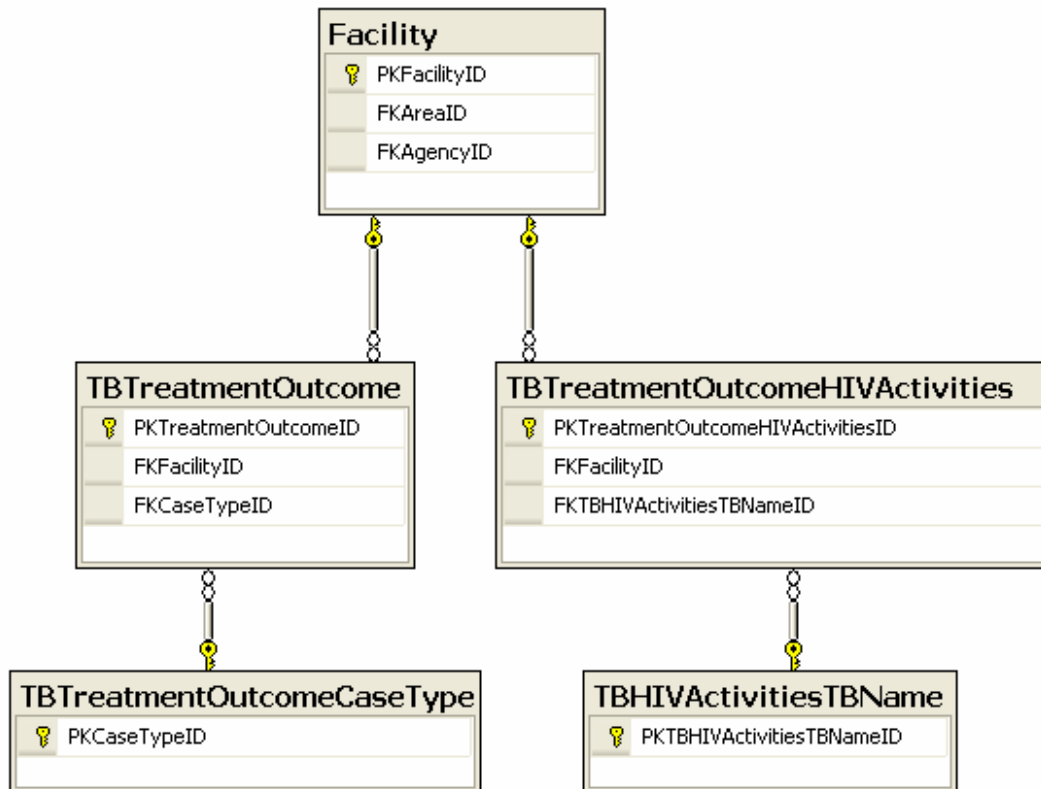 Facility
PKFacilityID
FKAreaID
FKAgencyID
TBTreatmentOutcome
PKTreatmentOutcomeID
FKFacilityID
FKCaseTypeID
TBTreatmentOutcomeHIVActivities
PKTreatmentOutcomeHIVActivitiesID
FKFacilityID
FKTBHIVActivitiesTBNameID
TBTreatmentOutcomeCaseType
PKCaseTypeID
TBHIVActivitiesTBName
PKTBHIVActivitiesTBNameID